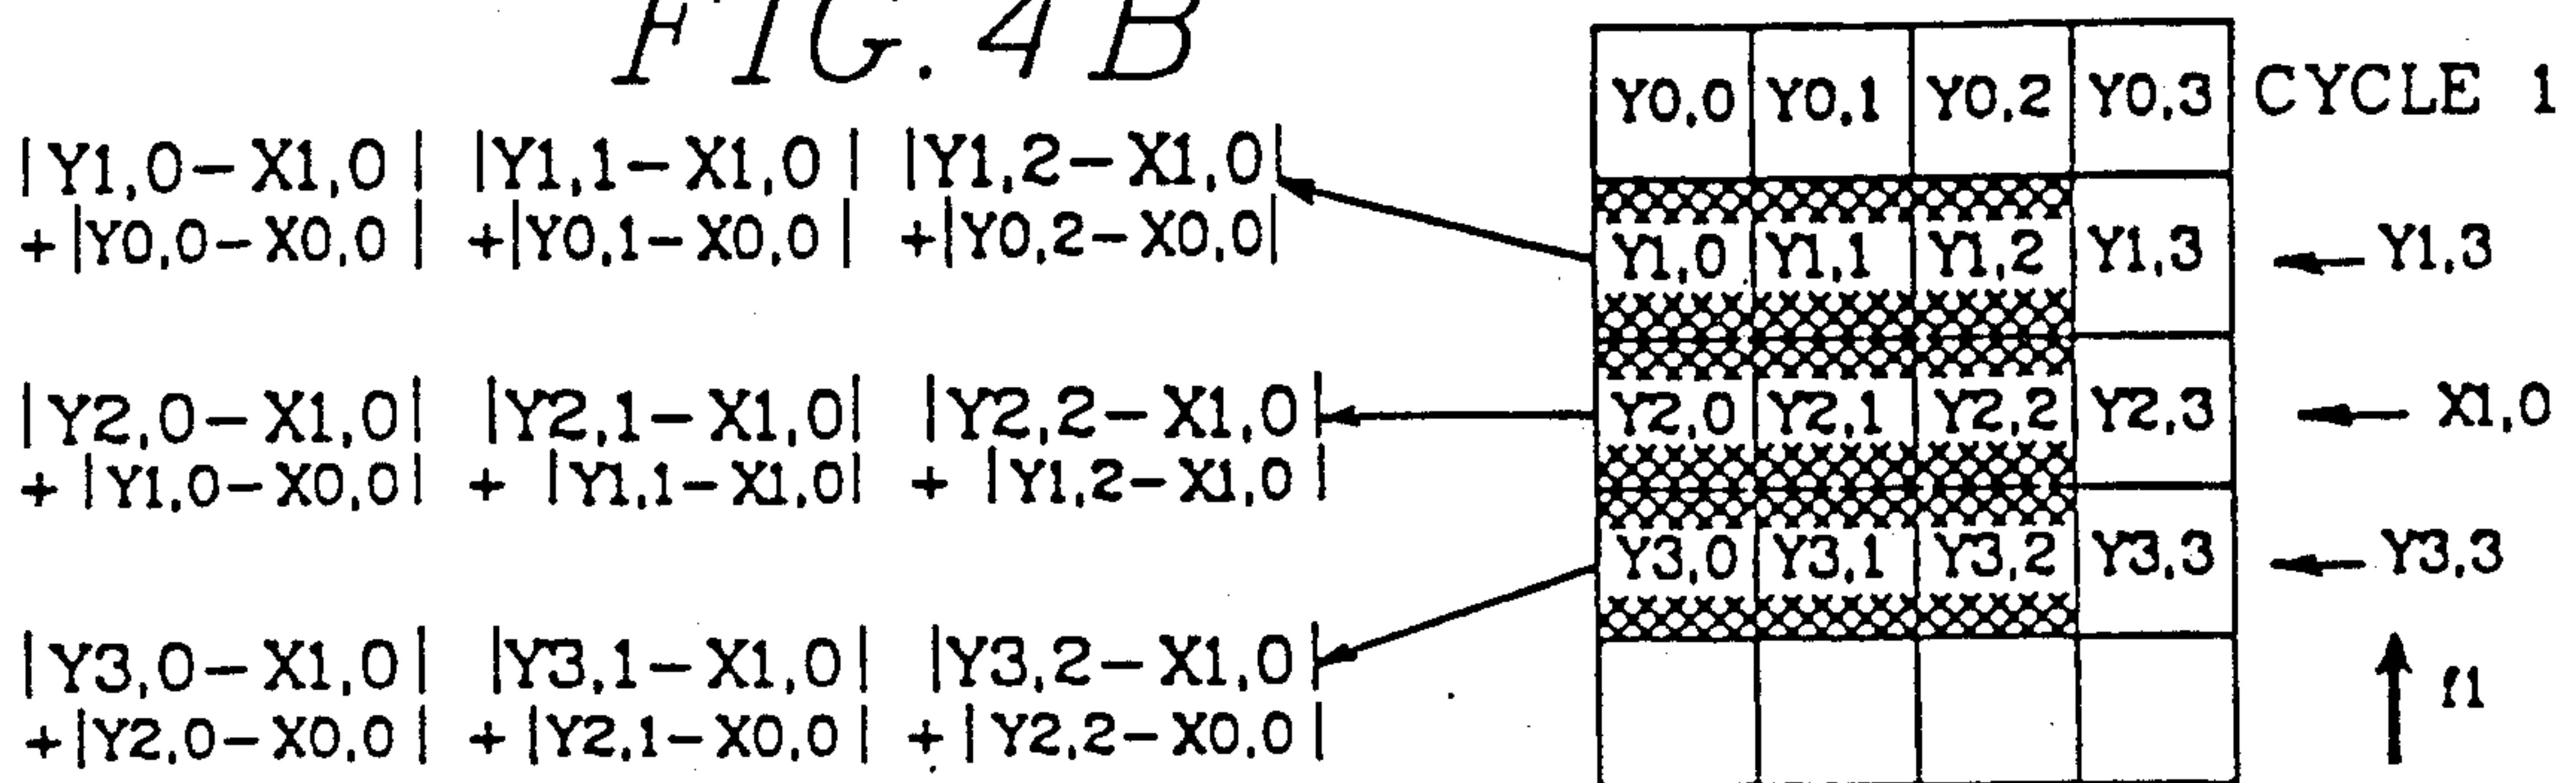 FIG. 4B
Y0,0 Y0,1 Y0,2 Y0,3 CYCLE 1
|Y1,0-X1,0| |Y1,1-X1,0| |Y1,2-X1,0|
+|Y0,0-X0,0| +|Y0,1-X0,0| +|Y0,2-X0,0|
Y1,0 Y1,1 Y1,2 Y1,3 Y1,3
|Y2,0-X1,0| |Y2,1-X1,0| |Y2,2-X1,0|
+ |Y1,0-X0,0| + |Y1,1-X1,0| + |Y1,2-X1,0|
Y2,0 Y2,1 Y2,2 Y2,3 X1,0
Y3,0 Y3,1 Y3,2 Y3,3 Y3,3
|Y3,0-X1,0| |Y3,1-X1,0| |Y3,2-X1,0|
+|Y2,0-X0,0| + |Y2,1-X0,0| + |Y2,2-X0,0|